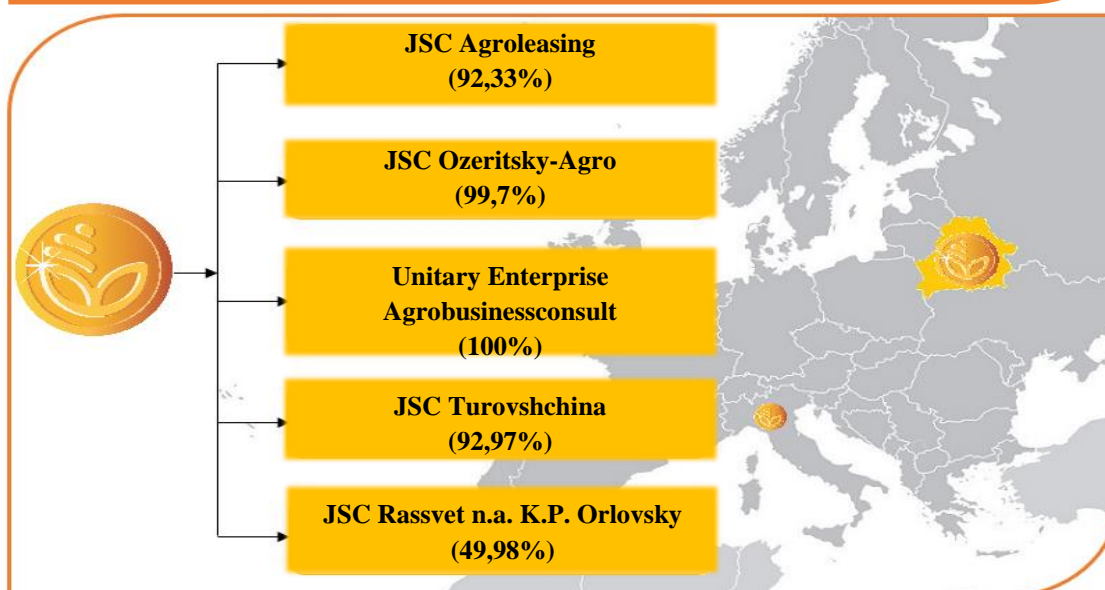 JSC Agroleasing
(92,33%)
JSC Ozeritsky-Agro
(99,7%)
Unitary Enterprise
Agrobusinessconsult
(100%)
JSC Turovshchina
(92,97%)
JSC Rassvet n.a. K.P. Orlovsky
(49,98%)